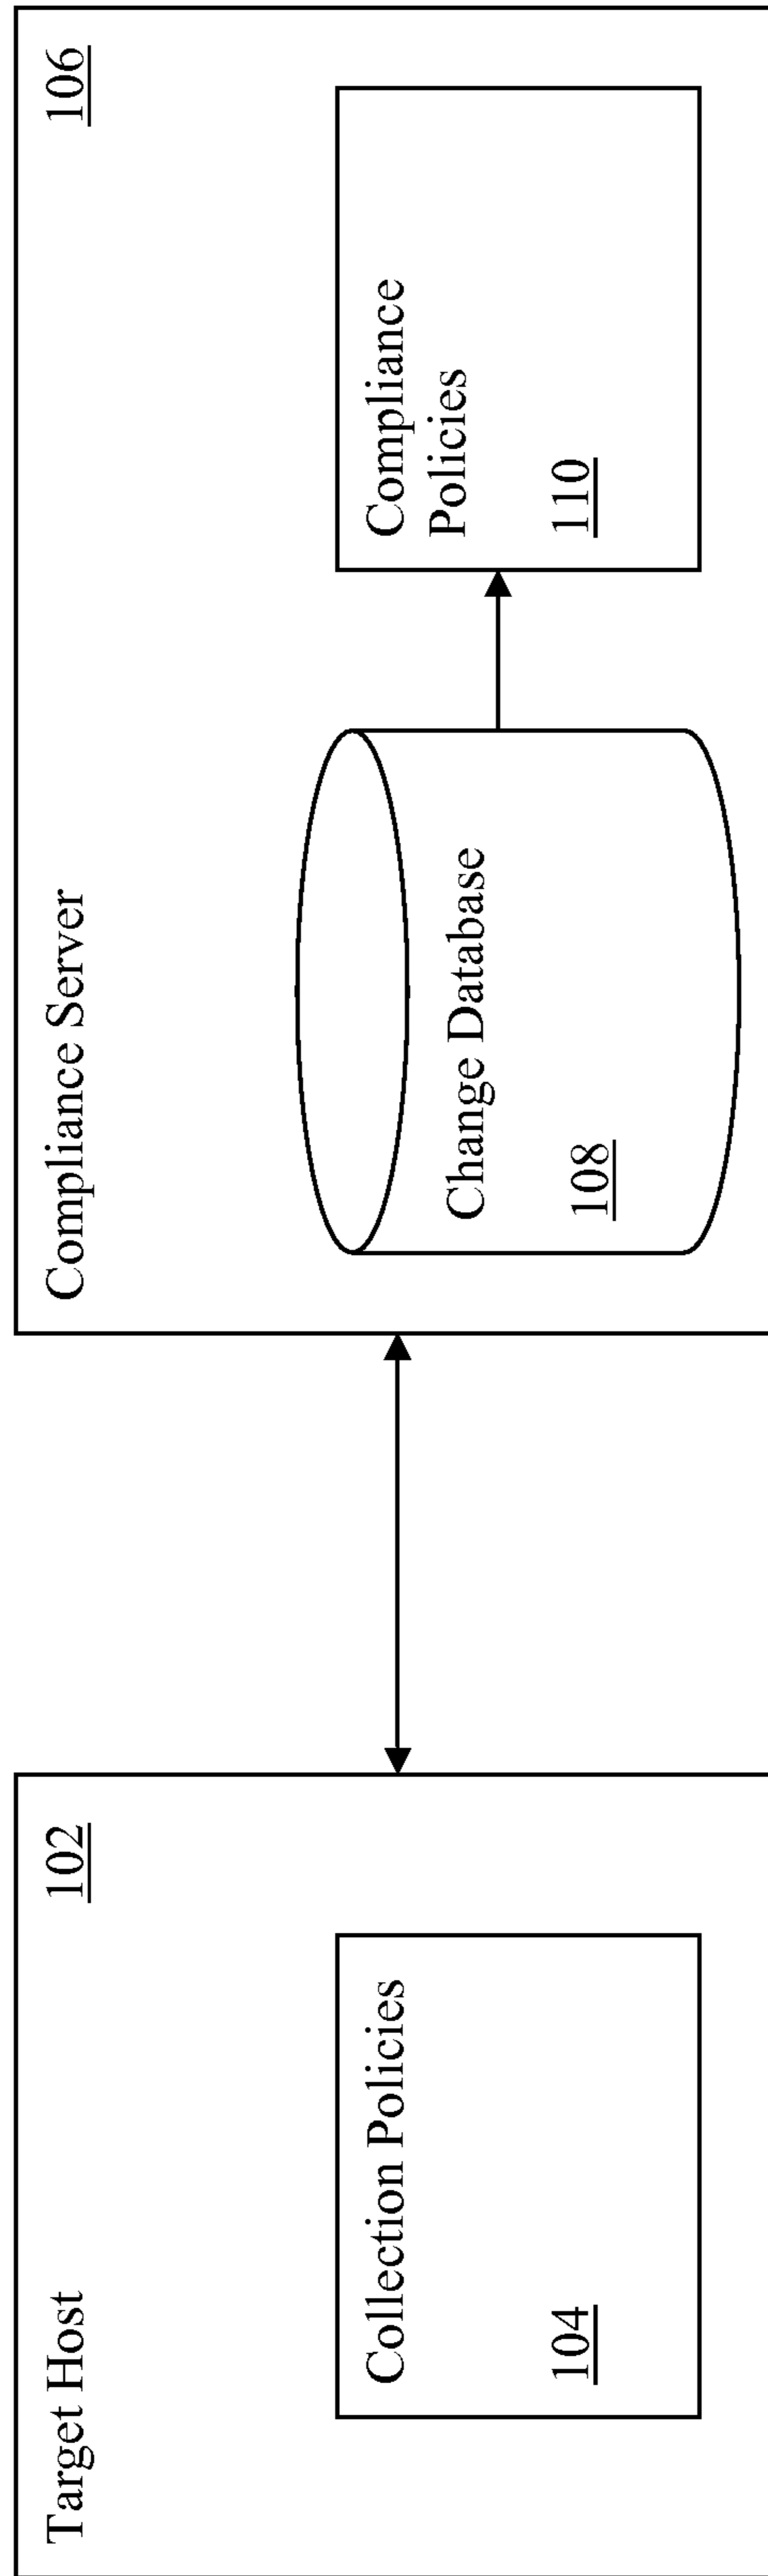 Target Host
102
Collection Policies
104
Compliance Server
106
Change Database
108
Compliance
Policies
110